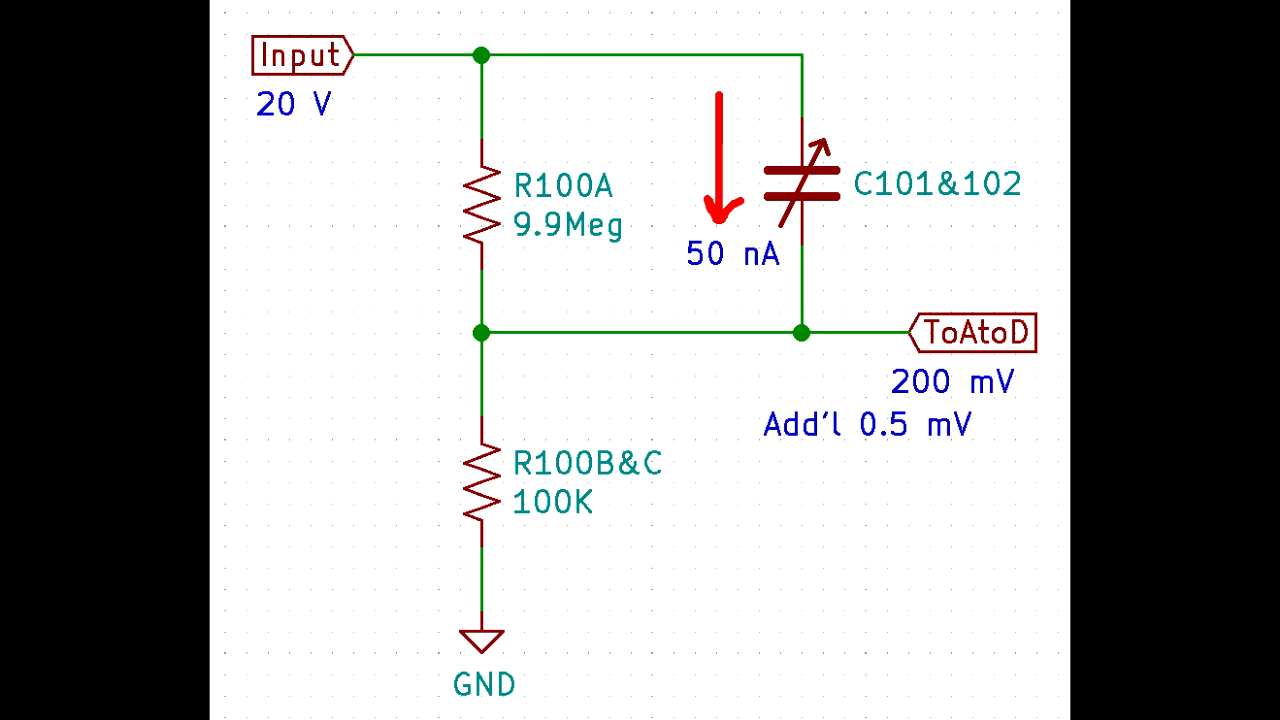 Input
20 V
R100A
9.9Meg
C101&102
50 nA
ToAtoD
200 mV
Add'l 0.5 mV
R100B&C
100K
GND